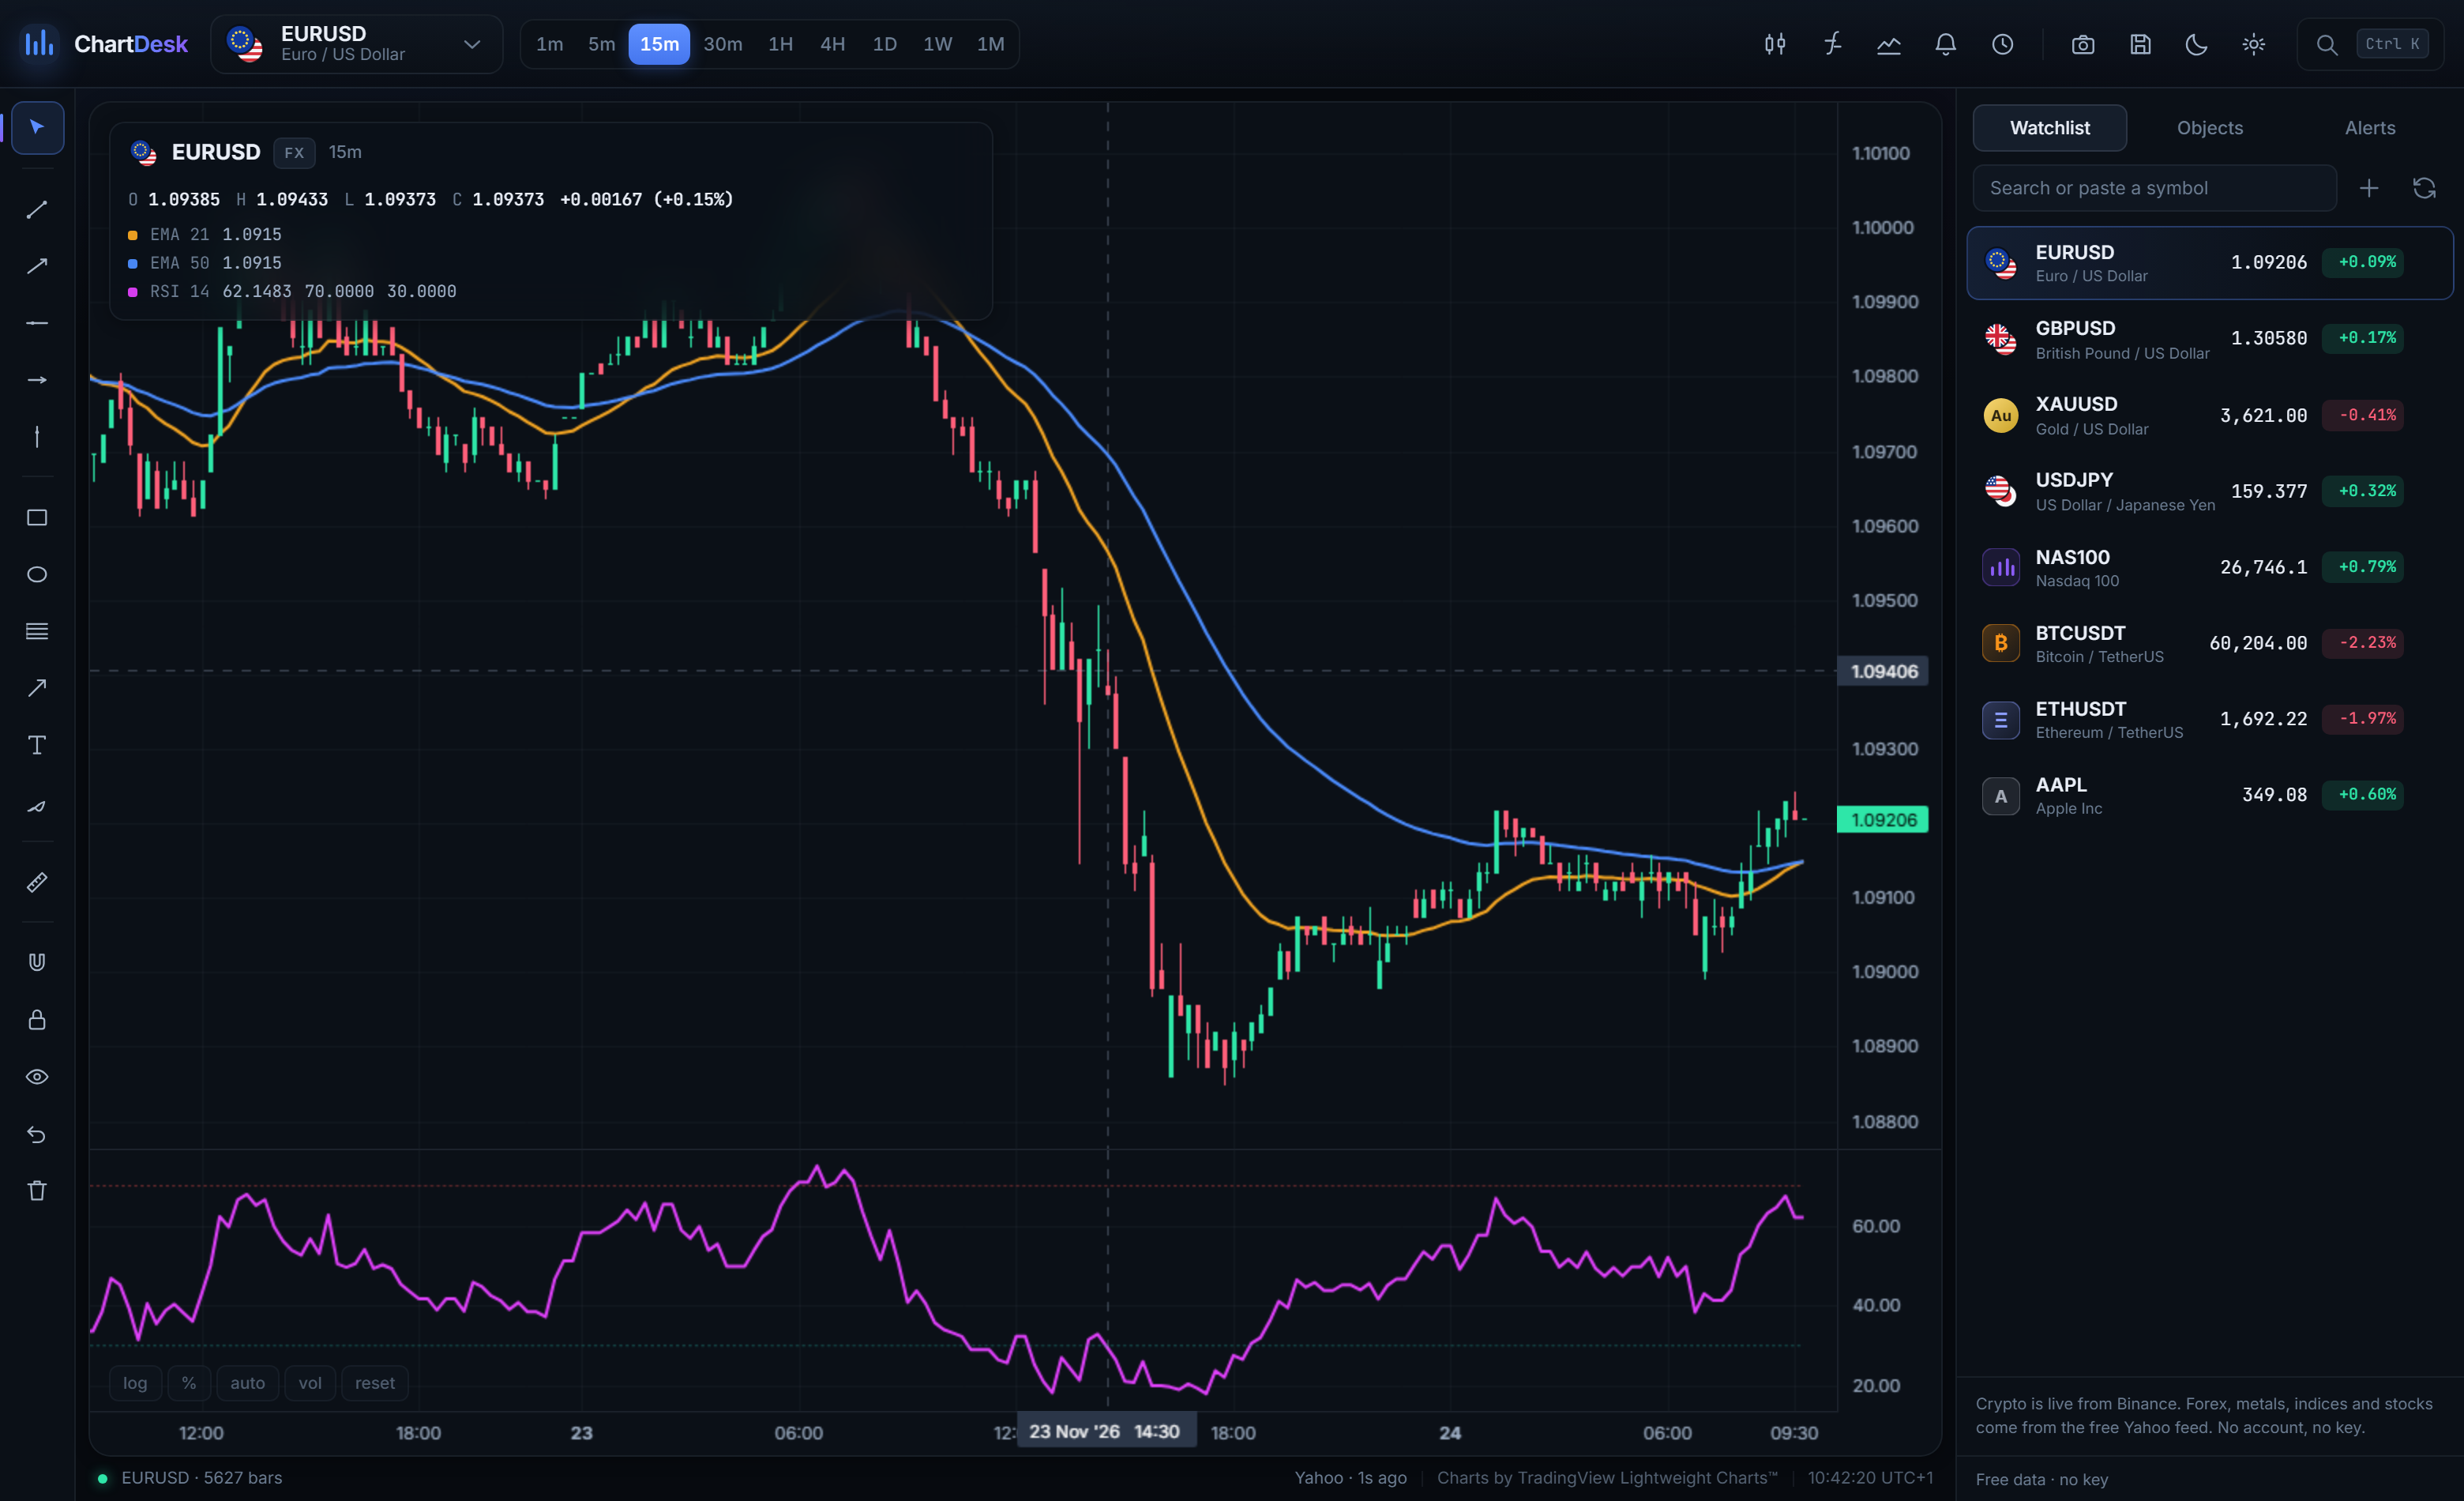 ChartDesk
EURUSD
Euro / US Dollar
1m 5m 15m 30m 1H 4H 1D 1W 1M
Ctrl K
EURUSD FX 15m
O 1.09385 H 1.09433 L 1.09373 C 1.09373 +0.00167 (+0.15%)
EMA 21 1.0915
EMA 50 1.0915
RSI 14 62.1483 70.0000 30.0000
1.10100
1.10000
1.09900
1.09800
1.09700
1.09600
1.09500
1.09406
1.09300
1.09206
1.09100
1.09000
1.08900
1.08800
60.00
40.00
20.00
log % auto vol reset
12:00 18:00 23 06:00 12: 23 Nov '26 14:30 18:00 24 06:00 09:30
EURUSD · 5627 bars
Yahoo · 1s ago
Charts by TradingView Lightweight Charts™
10:42:20 UTC+1
Watchlist Objects Alerts
Search or paste a symbol
EURUSD
Euro / US Dollar
1.09206 +0.09%
GBPUSD
British Pound / US Dollar
1.30580 +0.17%
Au
XAUUSD
Gold / US Dollar
3,621.00 -0.41%
USDJPY
US Dollar / Japanese Yen
159.377 +0.32%
NAS100
Nasdaq 100
26,746.1 +0.79%
₿
BTCUSDT
Bitcoin / TetherUS
60,204.00 -2.23%
Ξ
ETHUSDT
Ethereum / TetherUS
1,692.22 -1.97%
A
AAPL
Apple Inc
349.08 +0.60%
Crypto is live from Binance. Forex, metals, indices and stocks
come from the free Yahoo feed. No account, no key.
Free data · no key